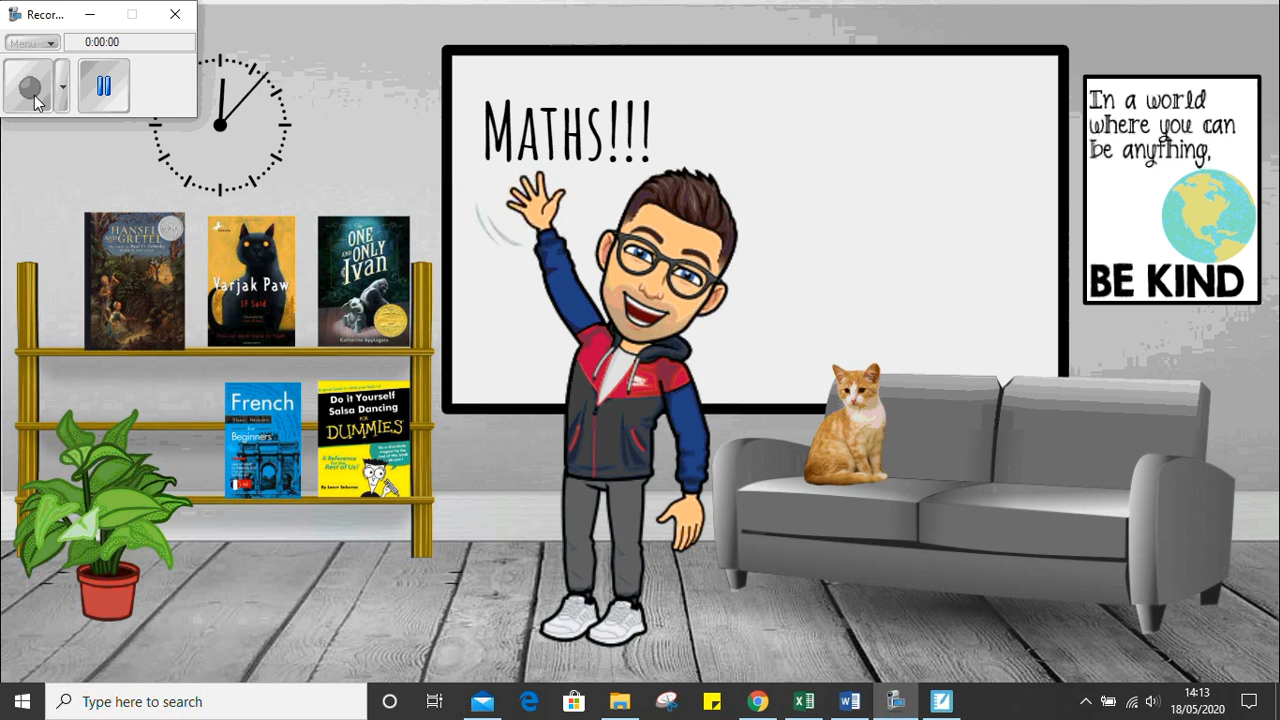 Recor...
Menu
0:00:00
MATHS!!!
In a world
where you can
be anything,
BE KIND
HANSEL
AND GRETEL
Varjak Paw
SF Said
THE
ONE
AND ONLY
Ivan
Katherine Applegate
French
Short Stories
for
Beginners
Do it Yourself
Salsa Dancing
FOR
DUMMIES
A Reference
for the
Rest of Us!
Type here to search
14:13
18/05/2020